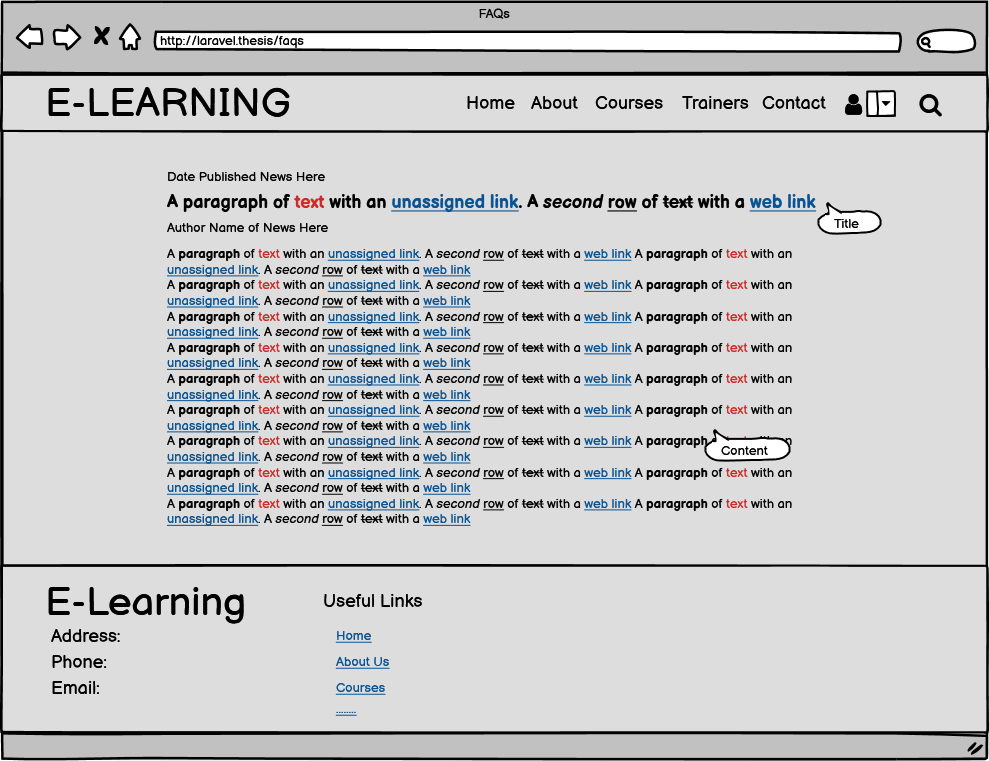 FAQs
http://laravel.thesis/faqs
E-LEARNING
Home About Courses Trainers Contact
Date Published News Here
A paragraph of text with an unassigned link. A second row of text with a web link
Title
Author Name of News Here
A paragraph of text with an unassigned link. A second row of text with a web link A paragraph of text with an
unassigned link. A second row of text with a web link
A paragraph of text with an unassigned link. A second row of text with a web link A paragraph of text with an
unassigned link. A second row of text with a web link
A paragraph of text with an unassigned link. A second row of text with a web link A paragraph of text with an
unassigned link. A second row of text with a web link
A paragraph of text with an unassigned link. A second row of text with a web link A paragraph of text with an
unassigned link. A second row of text with a web link
A paragraph of text with an unassigned link. A second row of text with a web link A paragraph of text with an
unassigned link. A second row of text with a web link
A paragraph of text with an unassigned link. A second row of text with a web link A paragraph of text with an
unassigned link. A second row of text with a web link
A paragraph of text with an unassigned link. A second row of text with a web link A paragraph
Content
unassigned link. A second row of text with a web link
A paragraph of text with an unassigned link. A second row of text with a web link A paragraph of text with an
unassigned link. A second row of text with a web link
A paragraph of text with an unassigned link. A second row of text with a web link A paragraph of text with an
unassigned link. A second row of text with a web link
E-Learning
Address:
Phone:
Email:
Useful Links
Home
About Us
Courses
........